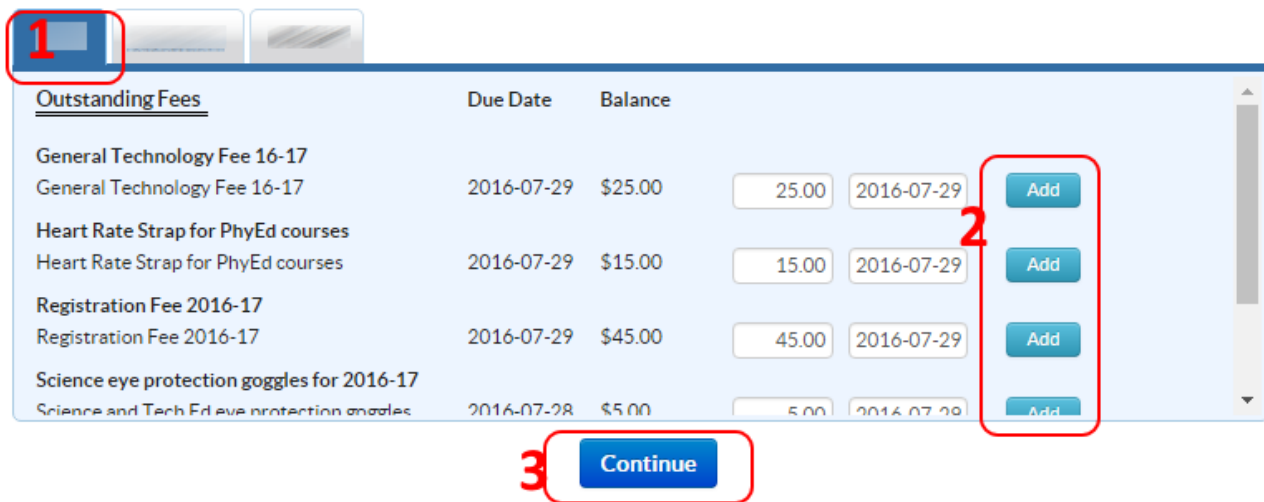 1
Outstanding Fees Due Date Balance
General Technology Fee 16-17
General Technology Fee 16-17 2016-07-29 $25.00 25.00 2016-07-29 Add
2
Heart Rate Strap for PhyEd courses
Heart Rate Strap for PhyEd courses 2016-07-29 $15.00 15.00 2016-07-29 Add
Registration Fee 2016-17
Registration Fee 2016-17 2016-07-29 $45.00 45.00 2016-07-29 Add
Science eye protection goggles for 2016-17
Science and Tech Ed eye protection goggles 2016-07-28 $5.00 5.00 2016-07-29 Add
3 Continue